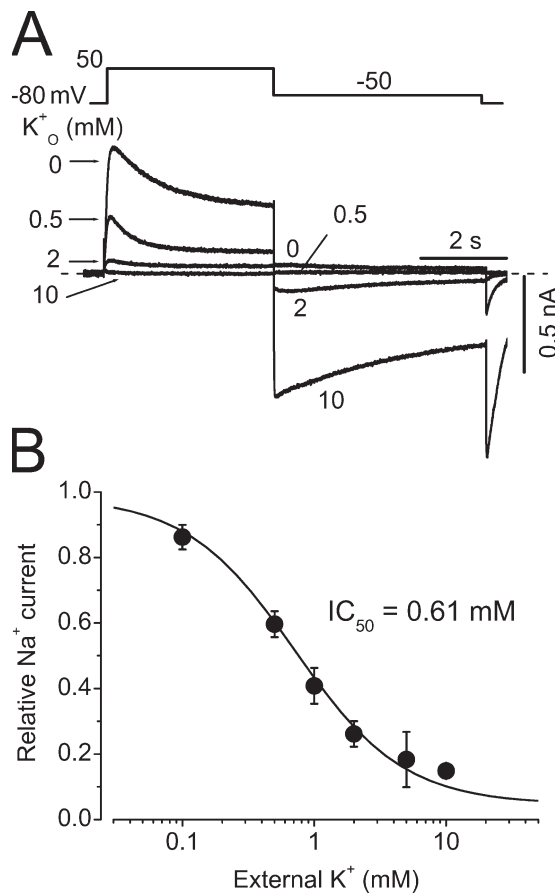 A
50
-50
-80 mV
K⁺O (mM)
0
0.5
2
10
0
0.5
2
10
2 s
0.5 nA
B
Relative Na⁺ current
1.0
0.8
0.6
0.4
0.2
0.0
IC₅₀ = 0.61 mM
0.1
1
10
External K⁺ (mM)